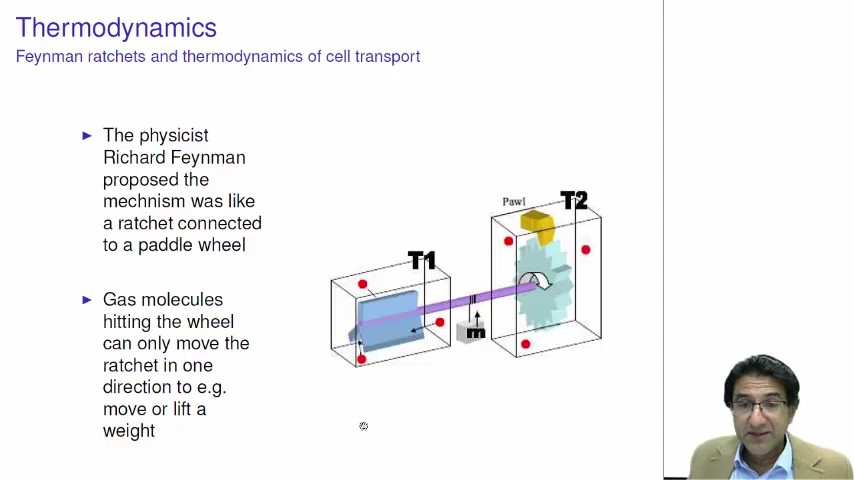 Thermodynamics
Feynman ratchets and thermodynamics of cell transport
The physicist
Richard Feynman
proposed the
mechnism was like
a ratchet connected
to a paddle wheel
Gas molecules
hitting the wheel
can only move the
ratchet in one
direction to e.g.
move or lift a
weight
Pawl
T2
T1
m